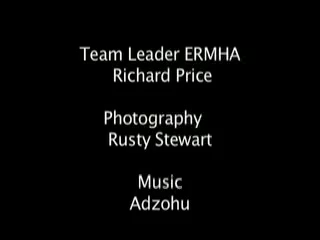 Team Leader ERMHA
Richard Price
Photography
Rusty Stewart
Music
Adzohu